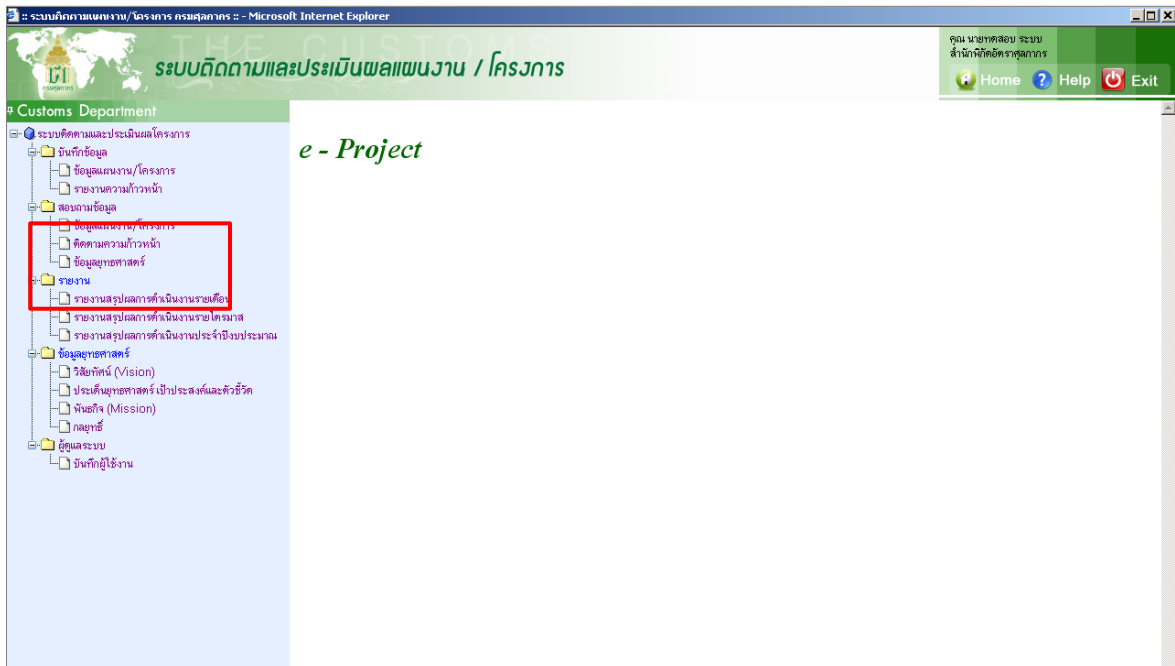 :: ระบบติดตามแผนงาน/โครงการ กรมศุลกากร :: - Microsoft Internet Explorer
THE CUSTOMS
ระบบติดตามและประเมินผลแผนงาน / โครงการ
คุณ นายทดสอบ ระบบ
สำนักพิกัดอัตราศุลกากร
Home Help Exit
กรมศุลกากร
Customs Department
ระบบติดตามและประเมินผลโครงการ
e - Project
บันทึกข้อมูล
ข้อมูลแผนงาน/โครงการ
รายงานความก้าวหน้า
สอบถามข้อมูล
ข้อมูลแผนงาน/โครงการ
ติดตามความก้าวหน้า
ข้อมูลยุทธศาสตร์
รายงาน
รายงานสรุปผลการดำเนินงานรายเดือน
รายงานสรุปผลการดำเนินงานรายไตรมาส
รายงานสรุปผลการดำเนินงานประจำปีงบประมาณ
ข้อมูลยุทธศาสตร์
วิสัยทัศน์ (Vision)
ประเด็นยุทธศาสตร์ เป้าประสงค์และตัวชี้วัด
พันธกิจ (Mission)
กลยุทธ์
ผู้ดูแลระบบ
บันทึกผู้ใช้งาน